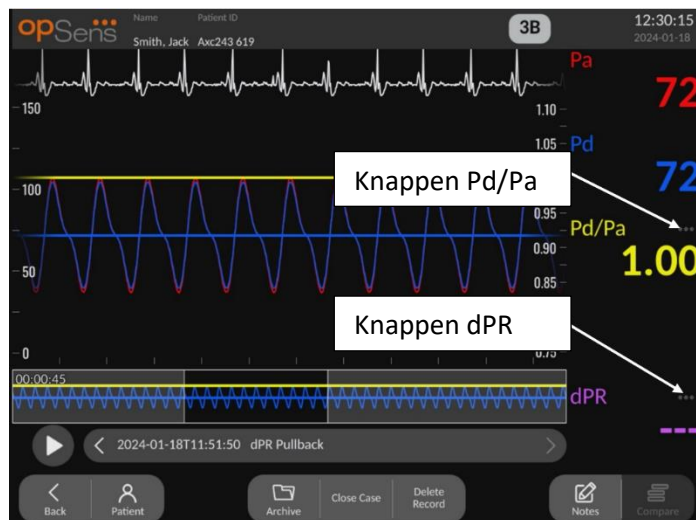 opSens
Name
Patient ID
Smith, Jack
Axc243 619
3B
12:30:15
2024-01-18
Pa
72
150
1.10
1.05
Pd
72
Knappen Pd/Pa
100
0.95
Pd/Pa
0.90
1.00
50
0.85
Knappen dPR
0
0.75
00:00:45
dPR
---
2024-01-18T11:51:50 dPR Pullback
Back
Patient
Archive
Close Case
Delete
Record
Notes
Compare